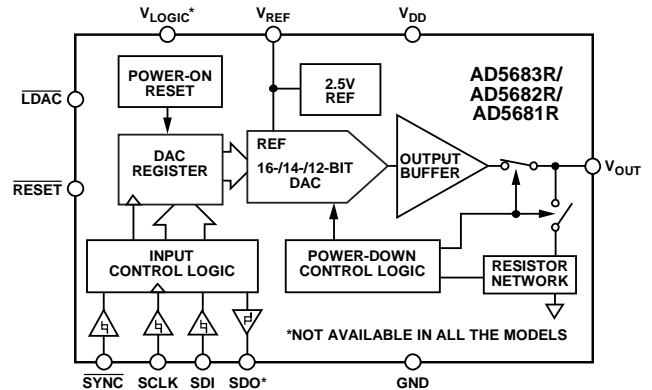 VLOGIC*
VREF
VDD
POWER-ON
RESET
2.5V
REF
AD5683R/
AD5682R/
AD5681R
LDAC
DAC
REGISTER
REF
16-/14-/12-BIT
DAC
OUTPUT
BUFFER
VOUT
RESET
INPUT
CONTROL LOGIC
POWER-DOWN
CONTROL LOGIC
RESISTOR
NETWORK
*NOT AVAILABLE IN ALL THE MODELS
SYNC
SCLK
SDI
SDO*
GND